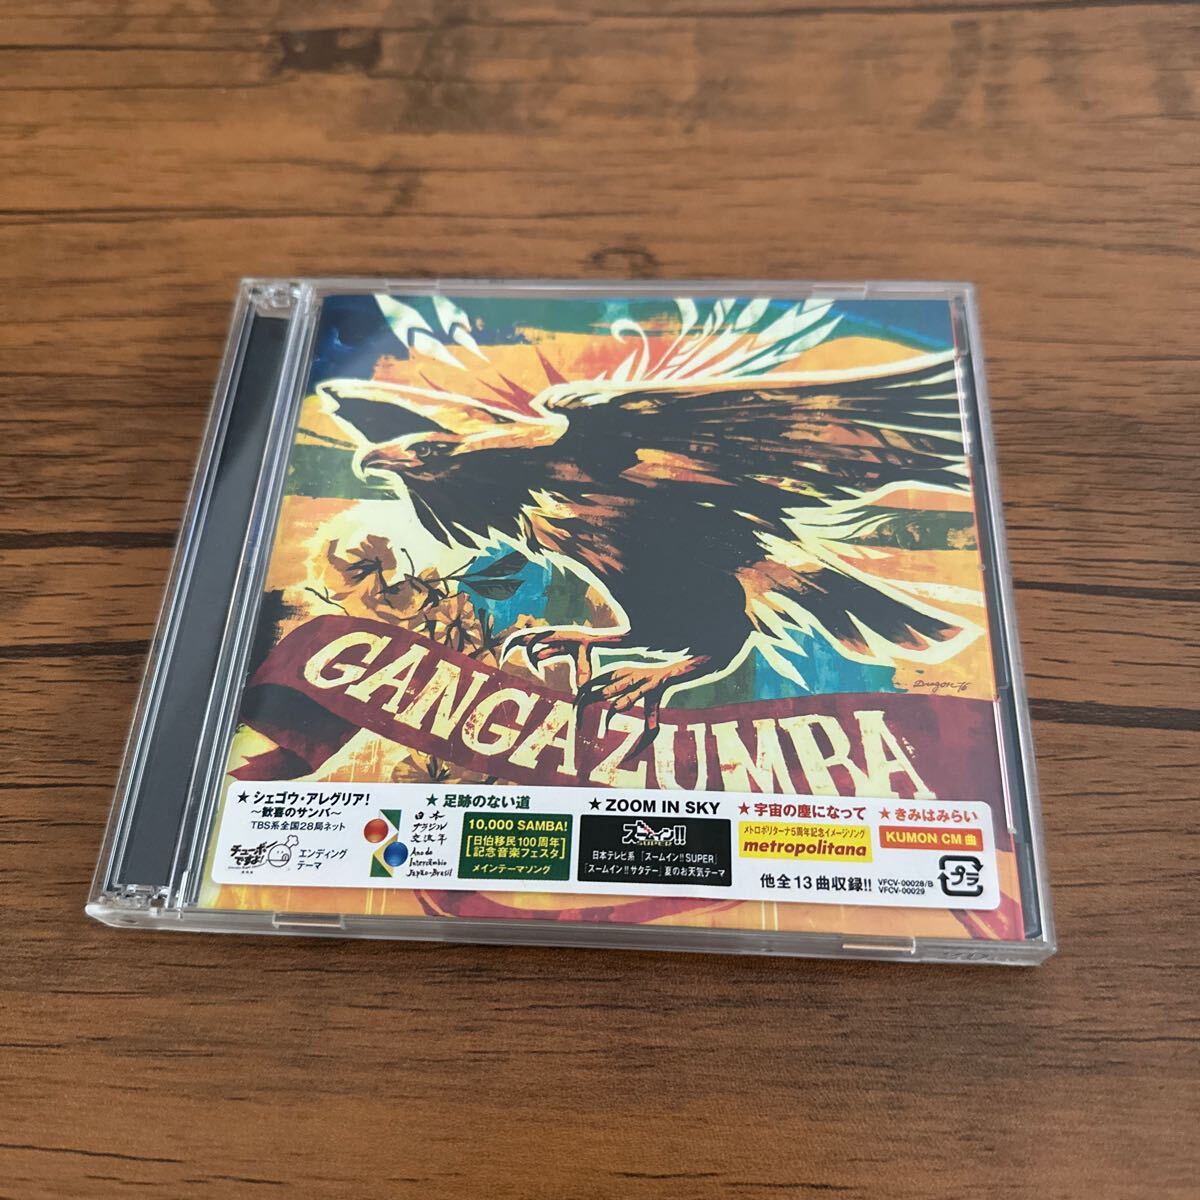 Dugon 76
GANGA ZUMBA
★シェゴウ・アレグリア!
〜歓喜のサンバ〜
TBS系全国28局ネット
チューボーですよ!
エンディング
テーマ
★足跡のない道
日本
ブラジル
交流年
Ano do
Intercâmbio
Japão-Brasil
10,000 SAMBA!
[日伯移民100周年
記念音楽フェスタ]
メインテーマソング
★ZOOM IN SKY
ズームイン!!
SUPER
日本テレビ系「ズームイン!! SUPER」
「ズームイン!! サタデー」夏のお天気テーマ
★宇宙の塵になって
メトロポリターナ5周年記念イメージソング
metropolitana
★きみはみらい
KUMON CM曲
他全13曲収録!!
VFCV-00028/B
VFCV-00029
プラ